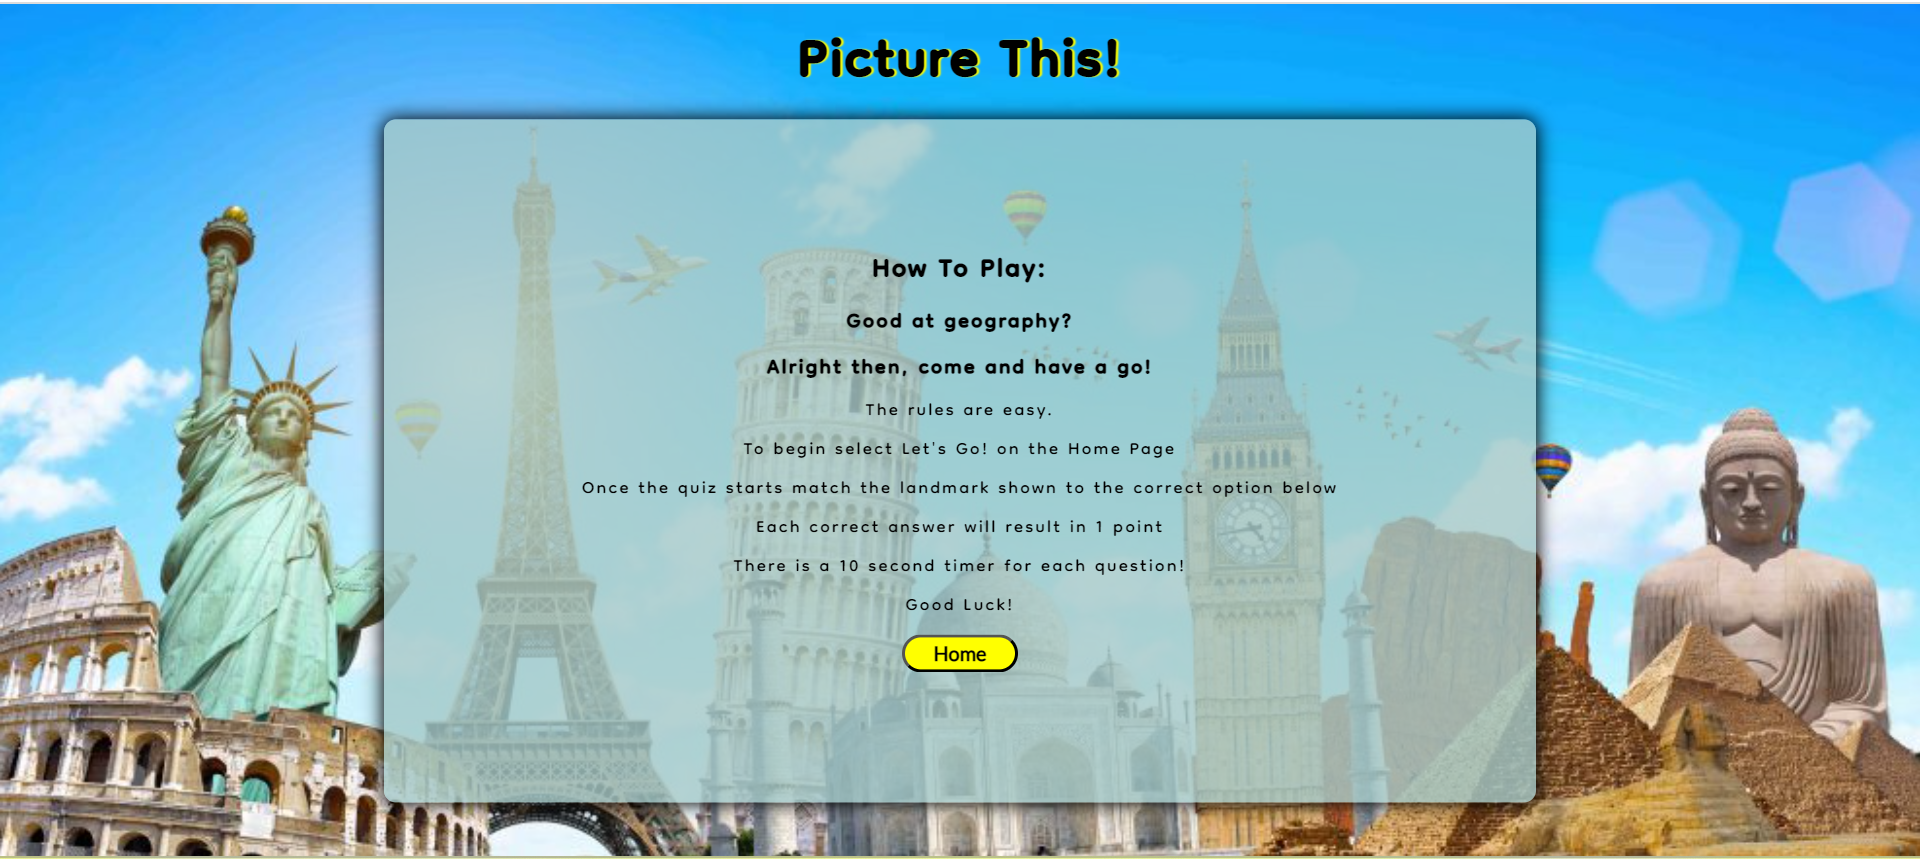 Picture This!
How To Play:
Good at geography?
Alright then, come and have a go!
The rules are easy.
To begin select Let's Go! on the Home Page
Once the quiz starts match the landmark shown to the correct option below
Each correct answer will result in 1 point
There is a 10 second timer for each question!
Good Luck!
Home